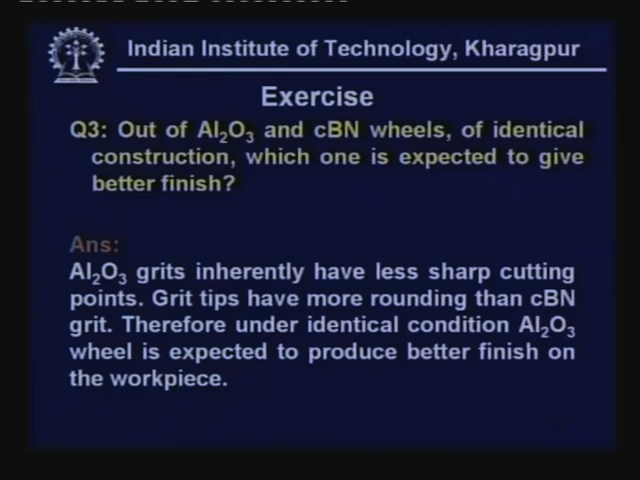 Indian Institute of Technology, Kharagpur
Exercise
Q3: Out of Al₂O₃ and cBN wheels, of identical
construction, which one is expected to give
better finish?
Ans:
Al₂O₃ grits inherently have less sharp cutting
points. Grit tips have more rounding than cBN
grit. Therefore under identical condition Al₂O₃
wheel is expected to produce better finish on
the workpiece.